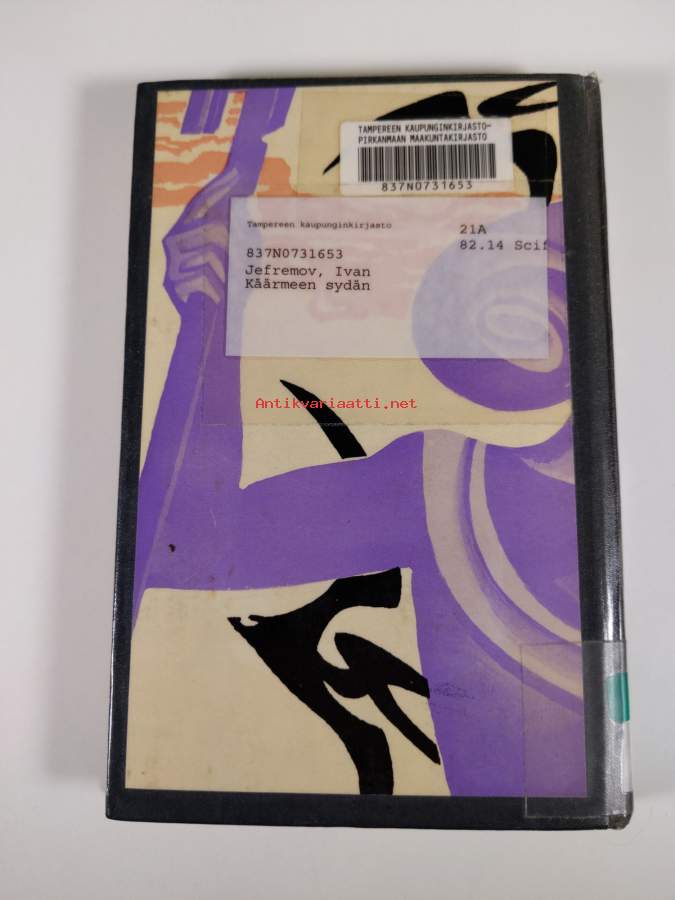 TAMPEREEN KAUPUNGINKIRJASTO-
PIRKANMAAN MAAKUNTAKIRJASTO
837N0731653
Tampereen kaupunginkirjasto
21A
837N0731653
82.14 Scif
Jefremov, Ivan
Käärmeen sydän
Antikvariaatti.net